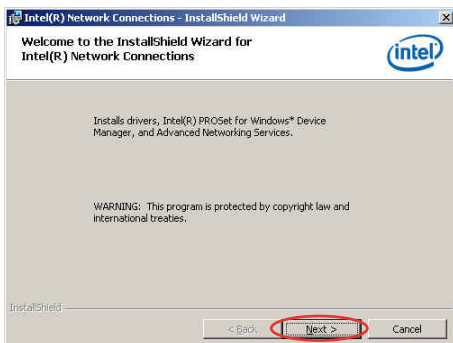 Intel(R) Network Connections - InstallShield Wizard
Welcome to the InstallShield Wizard for
Intel(R) Network Connections
intel
Installs drivers, Intel(R) PROSet for Windows* Device
Manager, and Advanced Networking Services.
WARNING: This program is protected by copyright law and
international treaties.
InstallShield
< Back Next > Cancel